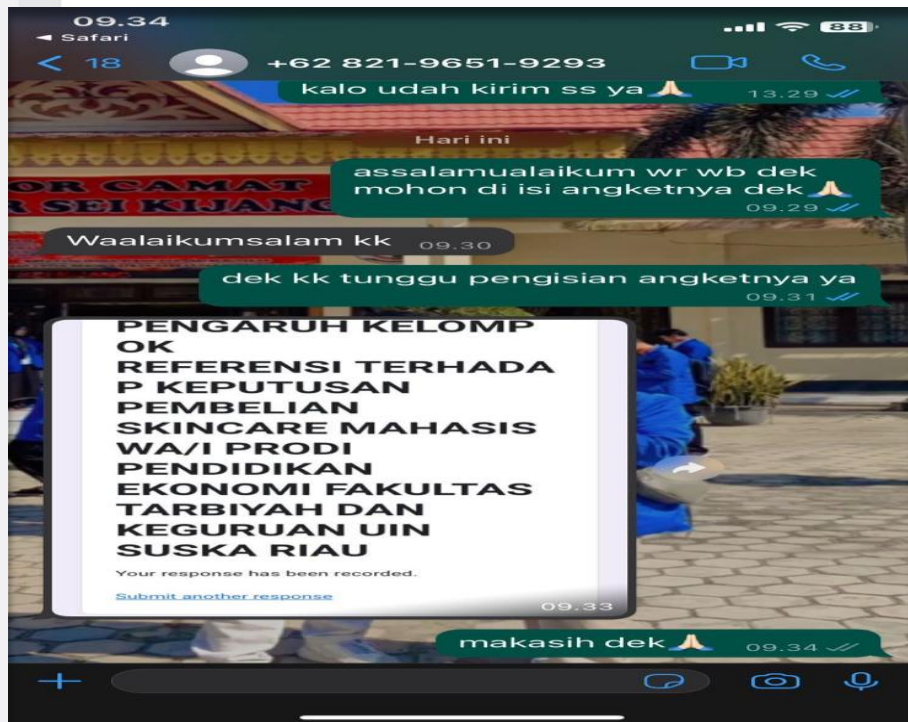 09.34
◄ Safari
88
18
+62 821-9651-9293
kalo udah kirim ss ya🙏🏻
13.29
Hari ini
OR CAMAT
SEI KIJANG
assalamualaikum wr wb dek
mohon di isi angketnya dek🙏🏻
09.29
Waalaikumsalam kk 09.30
dek kk tunggu pengisian angketnya ya
09.31
PENGARUH KELOMP
OK
REFERENSI TERHADA
P KEPUTUSAN
PEMBELIAN
SKINCARE MAHASIS
WA/I PRODI
PENDIDIKAN
EKONOMI FAKULTAS
TARBIYAH DAN
KEGURUAN UIN
SUSKA RIAU
Your response has been recorded.
Submit another response
09.33
makasih dek🙏🏻 09.34